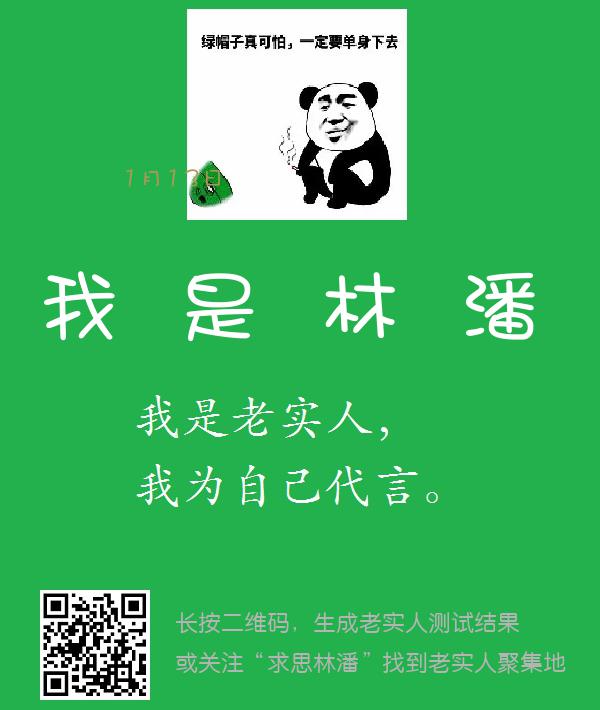 绿帽子真可怕，一定要单身下去
1月17日
我是林潘
我是老实人，
我为自己代言。
长按二维码，生成老实人测试结果
或关注“求思林潘”找到老实人聚集地